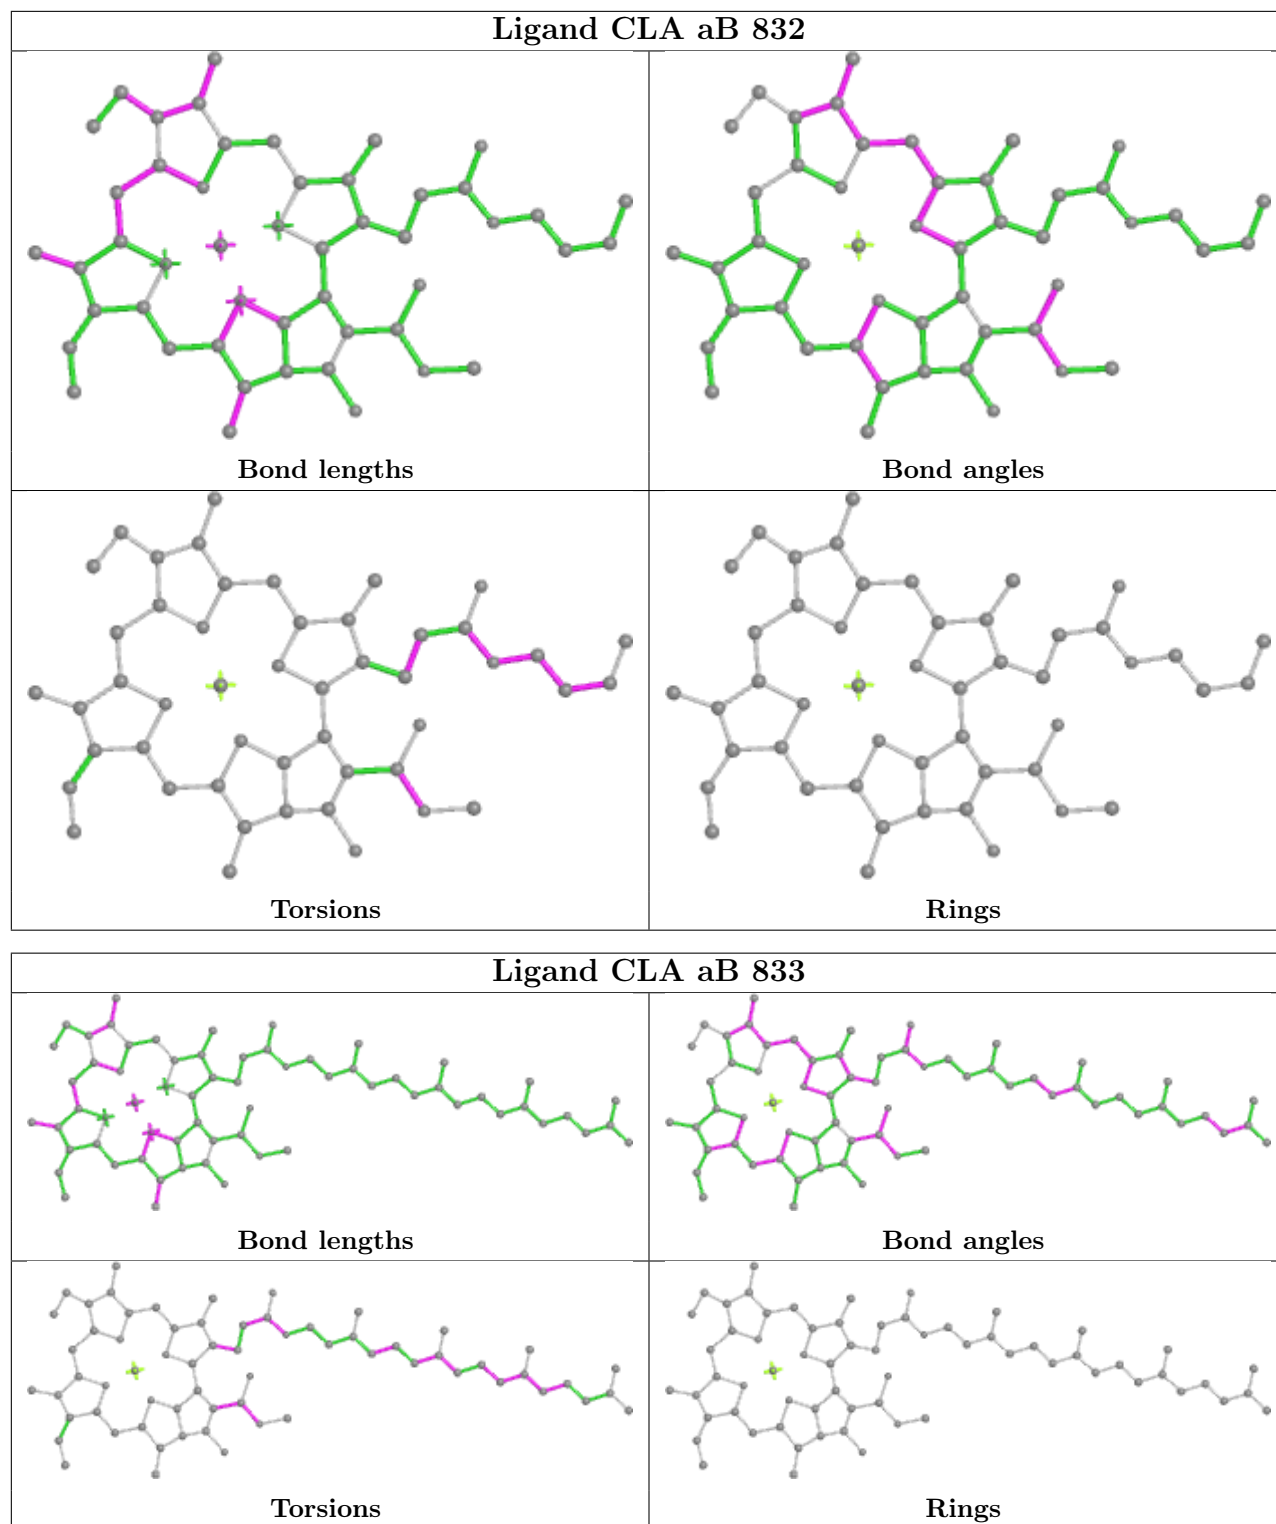 Ligand CLA aB 832
Bond lengths
Bond angles
Torsions
Rings
Ligand CLA aB 833
Bond lengths
Bond angles
Torsions
Rings